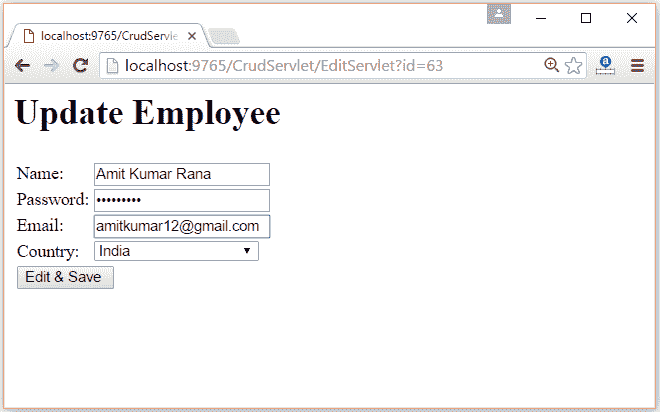 localhost:9765/CrudServle
localhost:9765/CrudServlet/EditServlet?id=63
a
Update Employee
Name: Amit Kumar Rana
Password: •••••••••
Email: amitkumar12@gmail.com
Country: India
Edit & Save